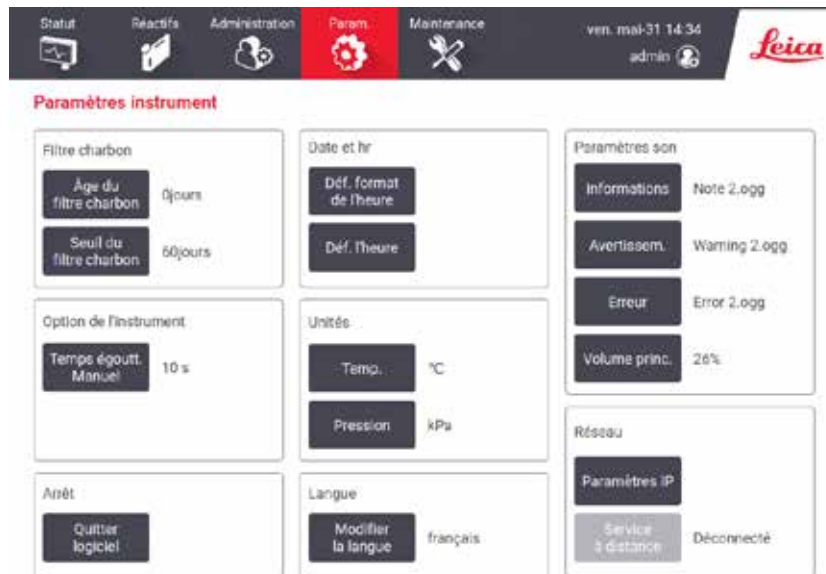 Statut
Réactifs
Administration
Param.
Maintenance
ven. mai-31 14:34
admin
Leica
Paramètres instrument
Filtre charbon
Âge du
filtre charbon
0jours
Seuil du
filtre charbon
60jours
Date et hr
Déf. format
de l'heure
Déf. l'heure
Paramètres son
Informations
Note 2.ogg
Avertissem.
Warning 2.ogg
Erreur
Error 2.ogg
Volume princ.
26%
Option de l'instrument
Temps égoutt.
Manuel
10 s
Unités
Temp.
°C
Pression
kPa
Réseau
Paramètres IP
Service
à distance
Déconnecté
Arrêt
Quitter
logiciel
Langue
Modifier
la langue
français